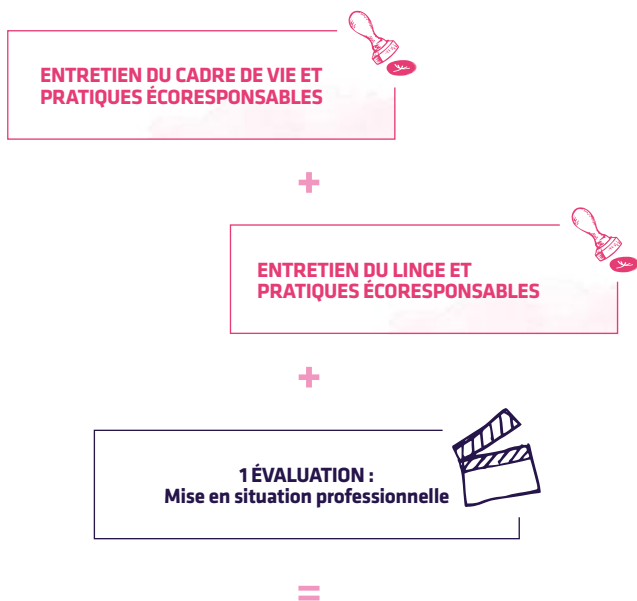 ENTRETIEN DU CADRE DE VIE ET
PRATIQUES ÉCORESPONSABLES
+
ENTRETIEN DU LINGE ET
PRATIQUES ÉCORESPONSABLES
+
1 ÉVALUATION :
Mise en situation professionnelle
=